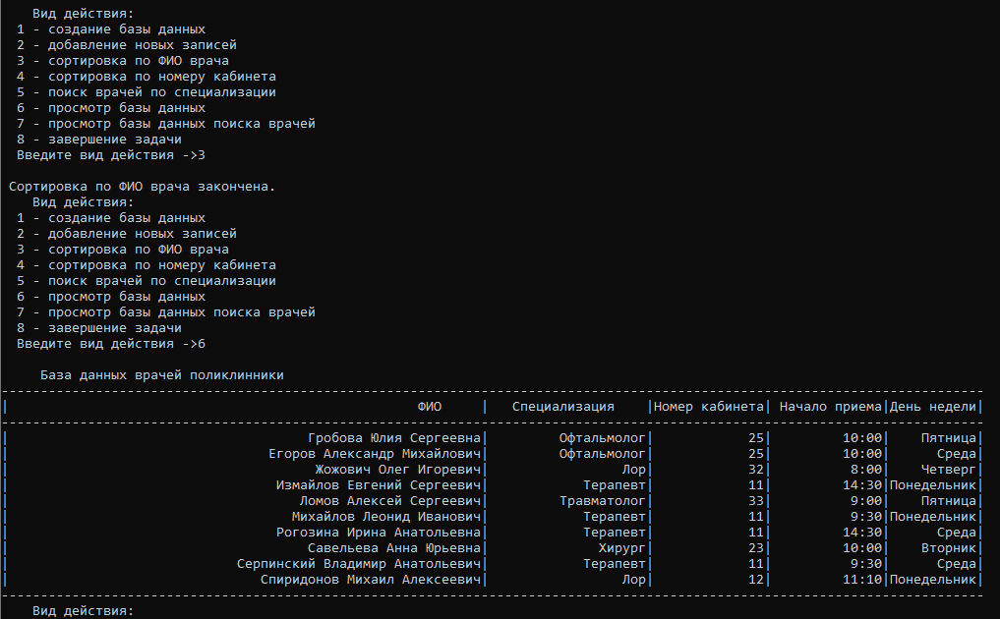 Вид действия:
1 - создание базы данных
2 - добавление новых записей
3 - сортировка по ФИО врача
4 - сортировка по номеру кабинета
5 - поиск врачей по специализации
6 - просмотр базы данных
7 - просмотр базы данных поиска врачей
8 - завершение задачи
Введите вид действия ->3
Сортировка по ФИО врача закончена.
Вид действия:
1 - создание базы данных
2 - добавление новых записей
3 - сортировка по ФИО врача
4 - сортировка по номеру кабинета
5 - поиск врачей по специализации
6 - просмотр базы данных
7 - просмотр базы данных поиска врачей
8 - завершение задачи
Введите вид действия ->6
База данных врачей поликлинники
| ФИО | Специализация |Номер кабинета| Начало приема|День недели|
| Гробова Юлия Сергеевна| Офтальмолог| 25| 10:00| Пятница|
| Егоров Александр Михайлович| Офтальмолог| 25| 10:00| Среда|
| Жожович Олег Игоревич| Лор| 32| 8:00| Четверг|
| Измайлов Евгений Сергеевич| Терапевт| 11| 14:30|Понедельник|
| Ломов Алексей Сергеевич| Травматолог| 33| 9:00| Пятница|
| Михайлов Леонид Иванович| Терапевт| 11| 9:30|Понедельник|
| Рогозина Ирина Анатольевна| Терапевт| 11| 14:30| Среда|
| Савельева Анна Юрьевна| Хирург| 23| 10:00| Вторник|
| Серпинский Владимир Анатольевич| Терапевт| 11| 9:30| Среда|
| Спиридонов Михаил Алексеевич| Лор| 12| 11:10|Понедельник|
Вид действия: